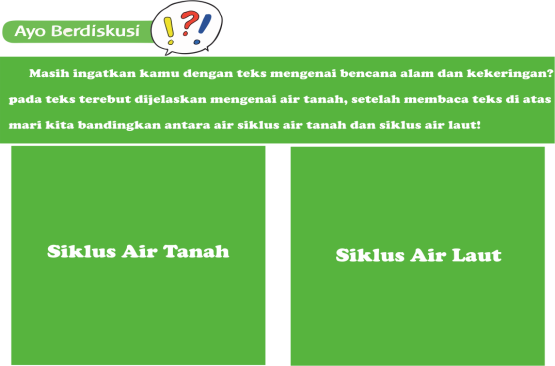 Ayo Berdiskusi
Masih ingatkan kamu dengan teks mengenai bencana alam dan kekeringan?
pada teks terebut dijelaskan mengenai air tanah, setelah membaca teks di atas
mari kita bandingkan antara air siklus air tanah dan siklus air laut!
Siklus Air Tanah
Siklus Air Laut